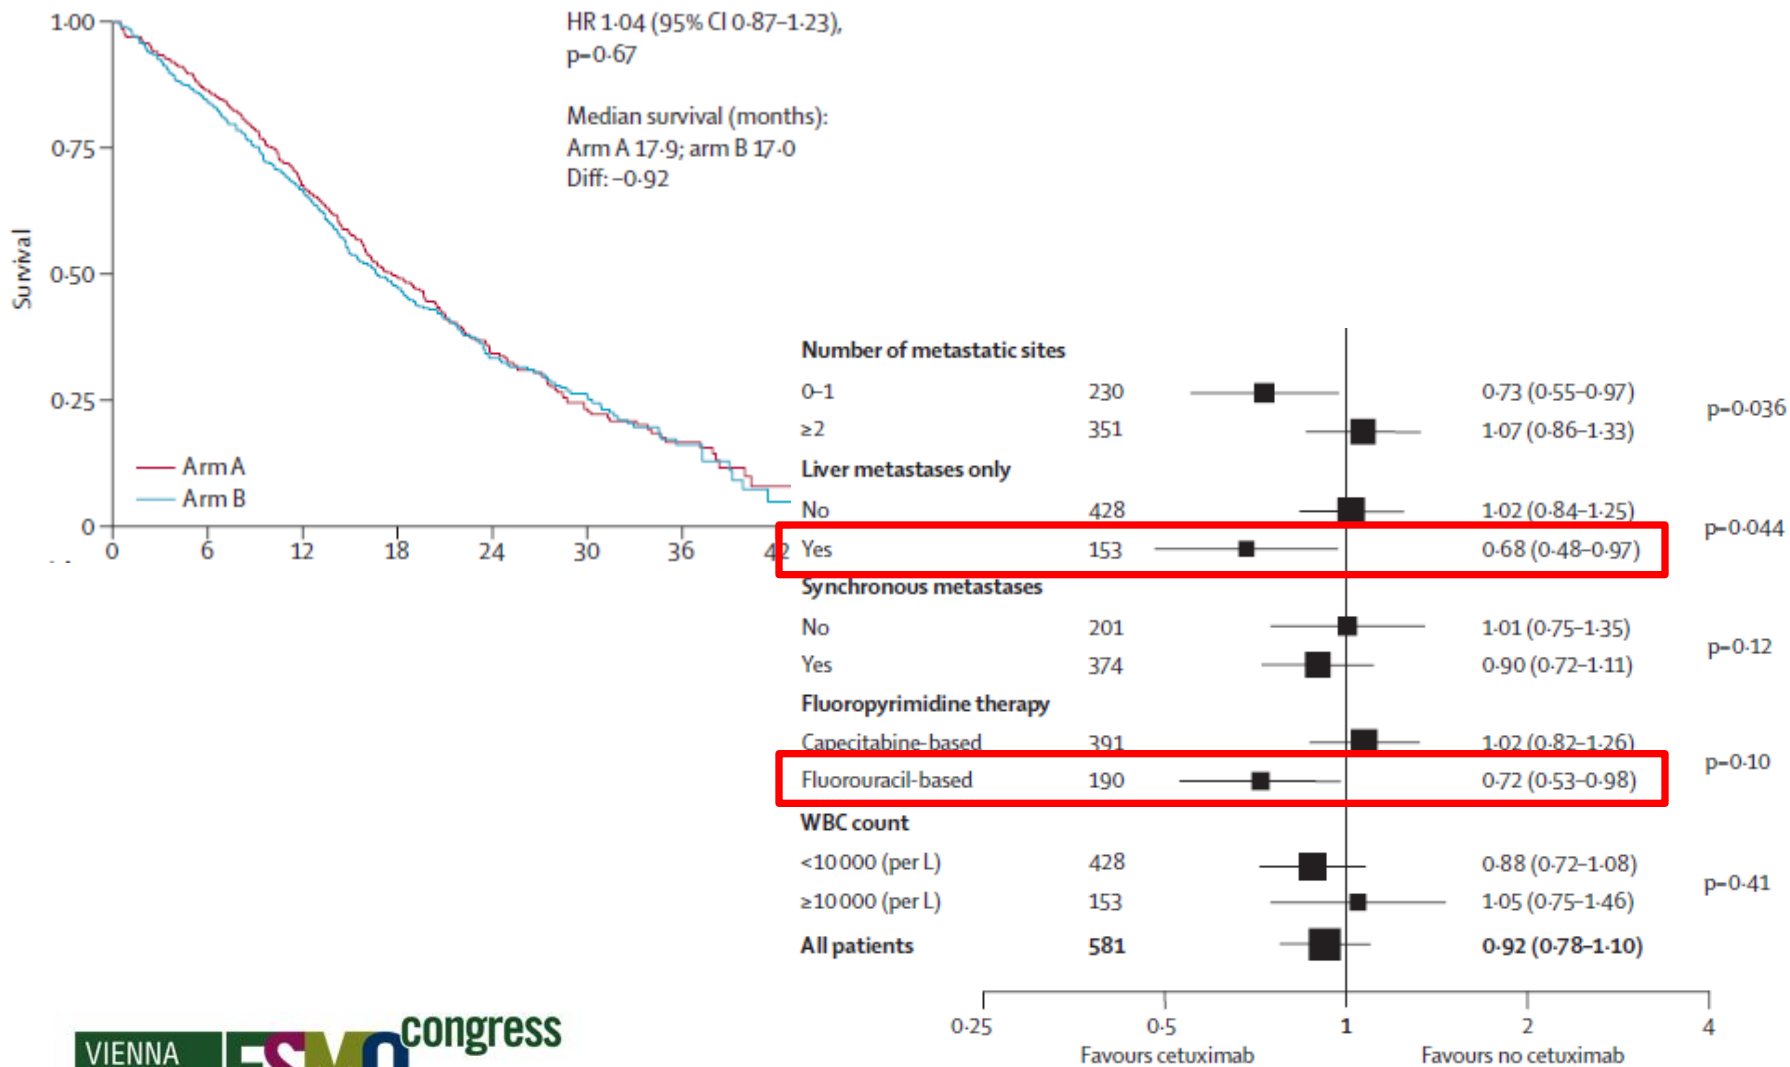 HR 1·04 (95% CI 0·87–1·23),
p=0·67
Median survival (months):
Arm A 17·9; arm B 17·0
Diff: –0·92
Survival
1·00
0·75
0·50
0·25
0
Arm A
Arm B
0 6 12 18 24 30 36 42
Number of metastatic sites
0–1 230 0·73 (0·55–0·97)
p=0·036
≥2 351 1·07 (0·86–1·33)
Liver metastases only
No 428 1·02 (0·84–1·25)
p=0·044
Yes 153 0·68 (0·48–0·97)
Synchronous metastases
No 201 1·01 (0·75–1·35)
p=0·12
Yes 374 0·90 (0·72–1·11)
Fluoropyrimidine therapy
Capecitabine-based 391 1·02 (0·82–1·26)
p=0·10
Fluorouracil-based 190 0·72 (0·53–0·98)
WBC count
<10 000 (per L) 428 0·88 (0·72–1·08)
p=0·41
≥10 000 (per L) 153 1·05 (0·75–1·46)
All patients 581 0·92 (0·78–1·10)
0·25 0·5 1 2 4
Favours cetuximab Favours no cetuximab
VIENNA ESMO congress